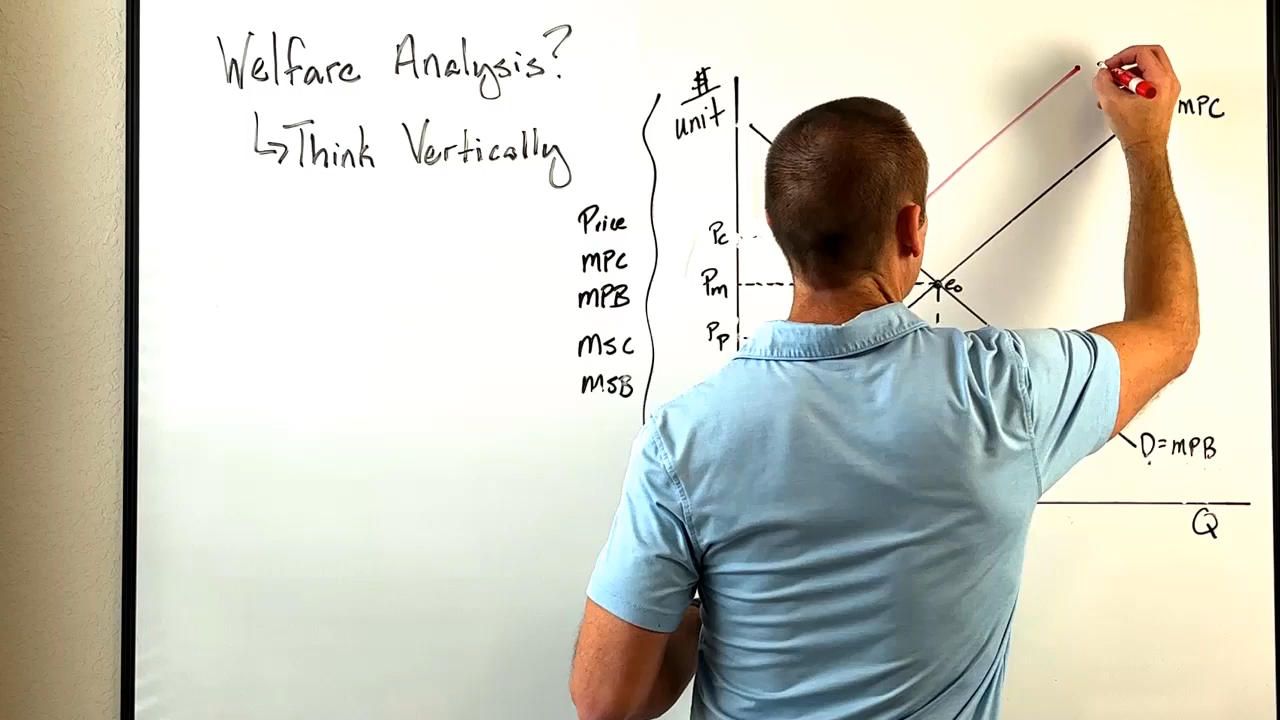 Welfare Analysis?
↳Think Vertically
$
unit
Price
MPC
MPB
MSC
MSB
Pc
Pm
Pp
e₀
MPC
D=MPB
Q